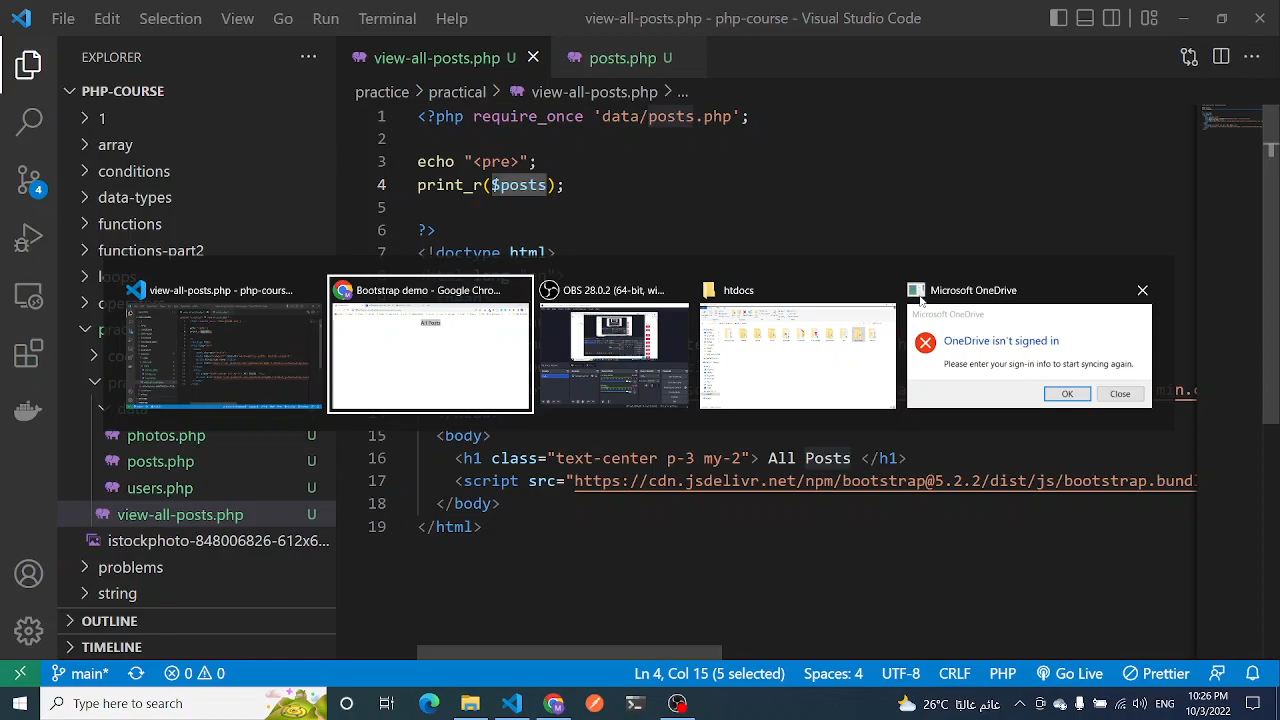 File Edit Selection View Go Run Terminal Help view-all-posts.php - php-course - Visual Studio Code
EXPLORER
view-all-posts.php U
posts.php U
PHP-COURSE
practice > practical > view-all-posts.php > ...
1
array
conditions
data-types
functions
functions-part2
loops
1 <?php require_once 'data/posts.php';
2
3 echo "<pre>";
4 print_r($posts);
5
6 ?>
7 <!doctype html>
view-all-posts.php - php-cours...
Bootstrap demo - Google Chro...
OBS 28.0.2 (64-bit, wi...
htdocs
Microsoft OneDrive
All Posts
Microsoft OneDrive
OneDrive isn't signed in
Please enter your sign-in info to start syncing again.
OK Close
photos.php U
posts.php U
users.php U
view-all-posts.php U
istockphoto-848006826-612x6...
problems
string
OUTLINE
TIMELINE
15 <body>
16 <h1 class="text-center p-3 my-2"> All Posts </h1>
17 <script src="https://cdn.jsdelivr.net/npm/bootstrap@5.2.2/dist/js/bootstrap.bundl
18 </body>
19 </html>
4
main* 0 0 Ln 4, Col 15 (5 selected) Spaces: 4 UTF-8 CRLF PHP Go Live Prettier
Type here to search
26°C
10:26 PM
10/3/2022